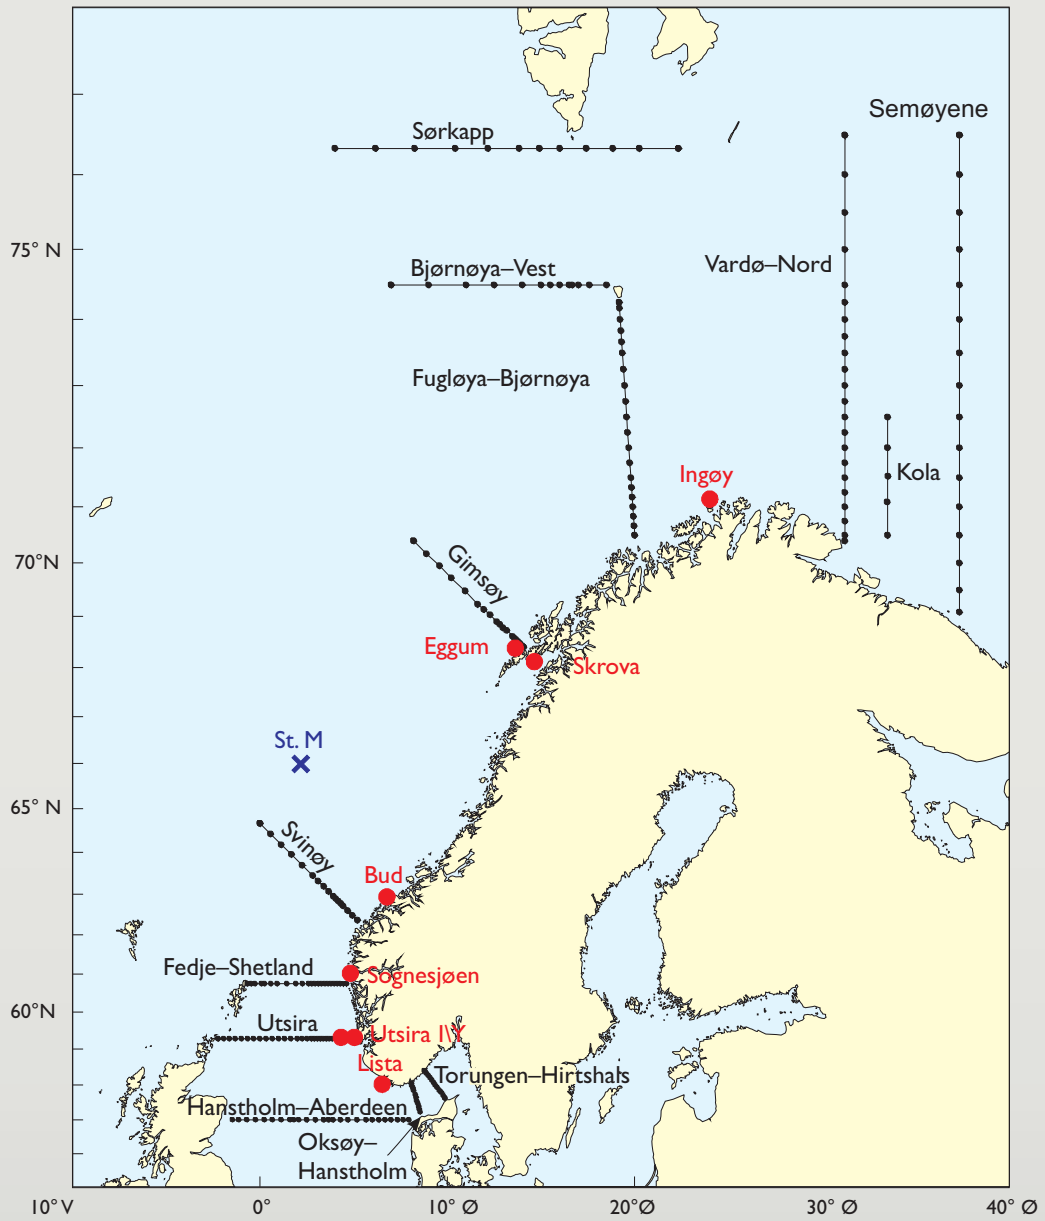 Semøyene
Sørkapp
75° N
Vardø–Nord
Bjørnøya–Vest
Fugløya–Bjørnøya
Ingøy
Kola
Gimsøy
70°N
Eggum
Skrova
St. M
65° N
Svinøy
Bud
Fedje–Shetland
Sognesjøen
60°N
Utsira
Utsira I\Y
Lista
Torungen–Hirtshals
Hanstholm–Aberdeen
Oksøy–
Hanstholm
10° V
0°
10° Ø
20°Ø
30° Ø
40° Ø